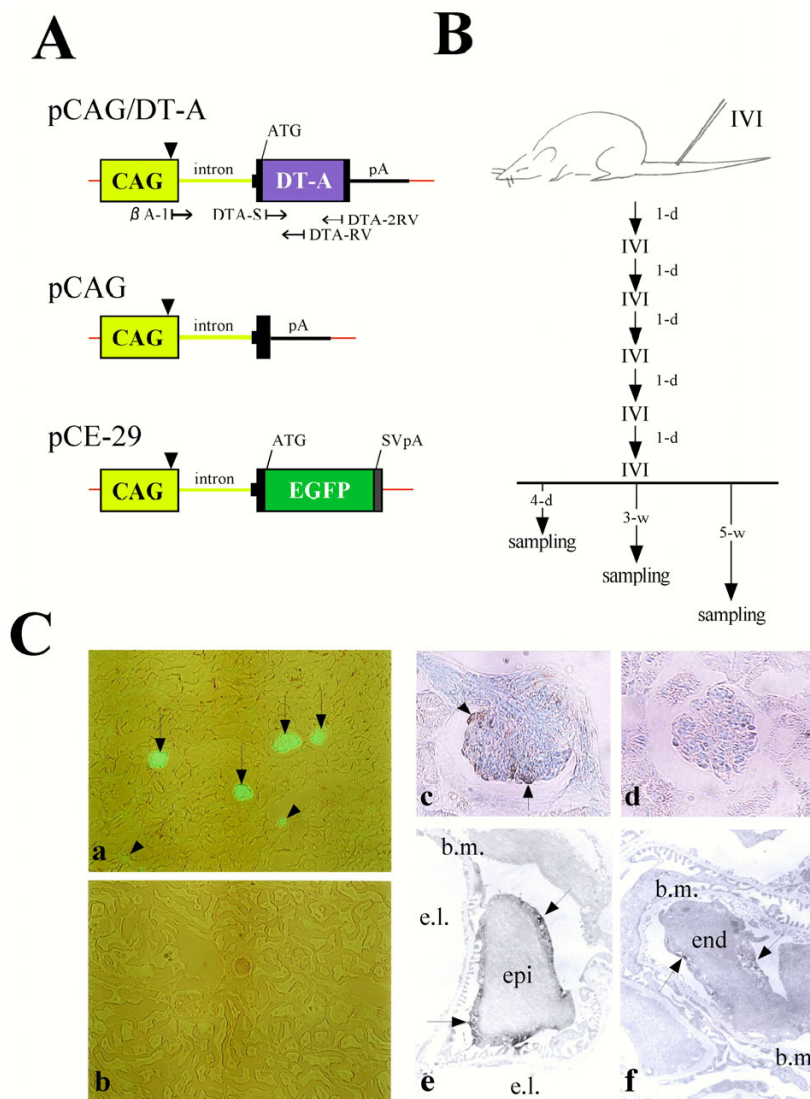 A
pCAG/DT-A
ATG
CAG
intron
DT-A
pA
βA-1
DTA-S
DTA-2RV
DTA-RV
pCAG
CAG
intron
pA
pCE-29
ATG
SVpA
CAG
intron
EGFP
B
IVI
1-d
IVI
1-d
IVI
1-d
IVI
1-d
IVI
1-d
IVI
4-d
3-w
5-w
sampling
sampling
sampling
C
a
b
c
d
b.m.
e.l.
epi
e
e.l.
b.m.
end
f
b.m.